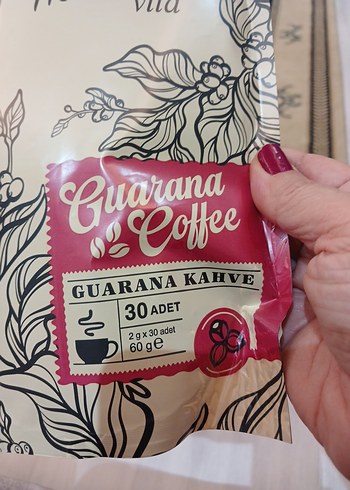 vita
Guarana
Coffee
GUARANA KAHVE
30 ADET
2 g x 30 adet
60 g e